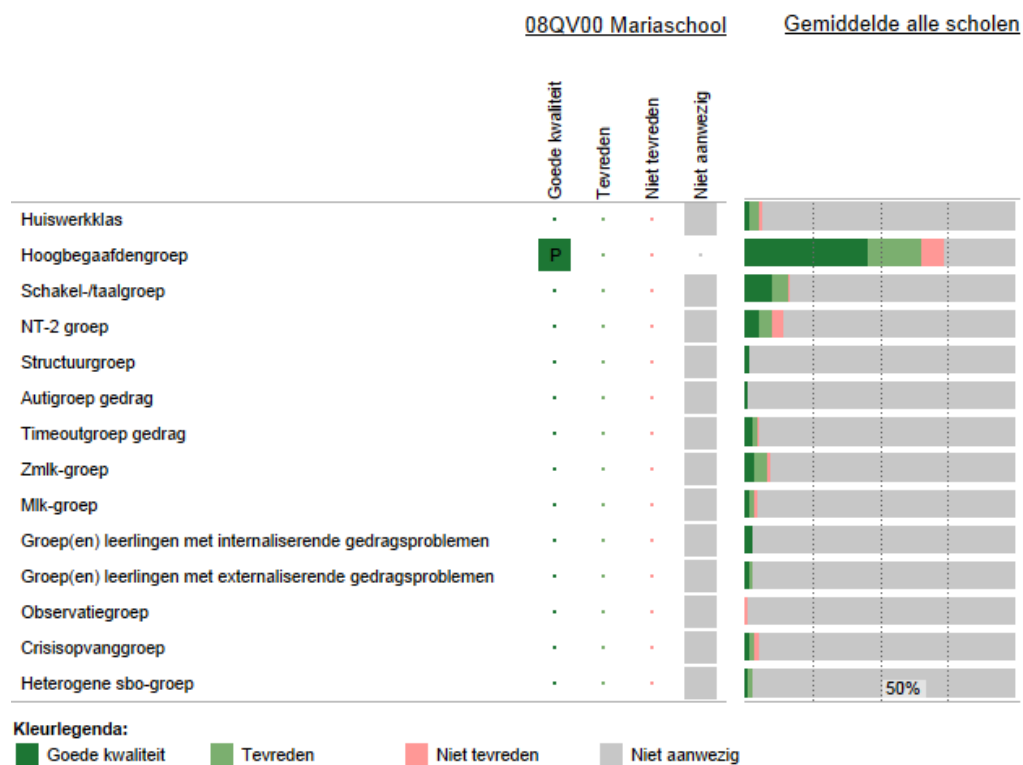 08QV00 Mariaschool
Gemiddelde alle scholen
Goede kwaliteit
Tevreden
Niet tevreden
Niet aanwezig
Huiswerkklas
Hoogbegaafdengroep
P
Schakel-/taalgroep
NT-2 groep
Structuurgroep
Autigroep gedrag
Timeoutgroep gedrag
Zmlk-groep
Mlk-groep
Groep(en) leerlingen met internaliserende gedragsproblemen
Groep(en) leerlingen met externaliserende gedragsproblemen
Observatiegroep
Crisisopvanggroep
Heterogene sbo-groep
50%
Kleurlegenda:
Goede kwaliteit
Tevreden
Niet tevreden
Niet aanwezig